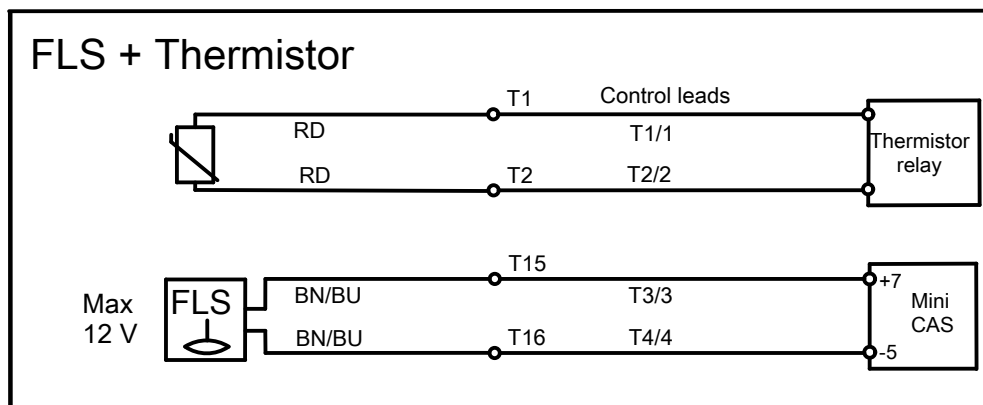 FLS + Thermistor
T1
Control leads
RD
T1/1
Thermistor
relay
RD
T2
T2/2
T15
+7
Max
12 V
FLS
BN/BU
T3/3
Mini
CAS
BN/BU
T16
T4/4
-5